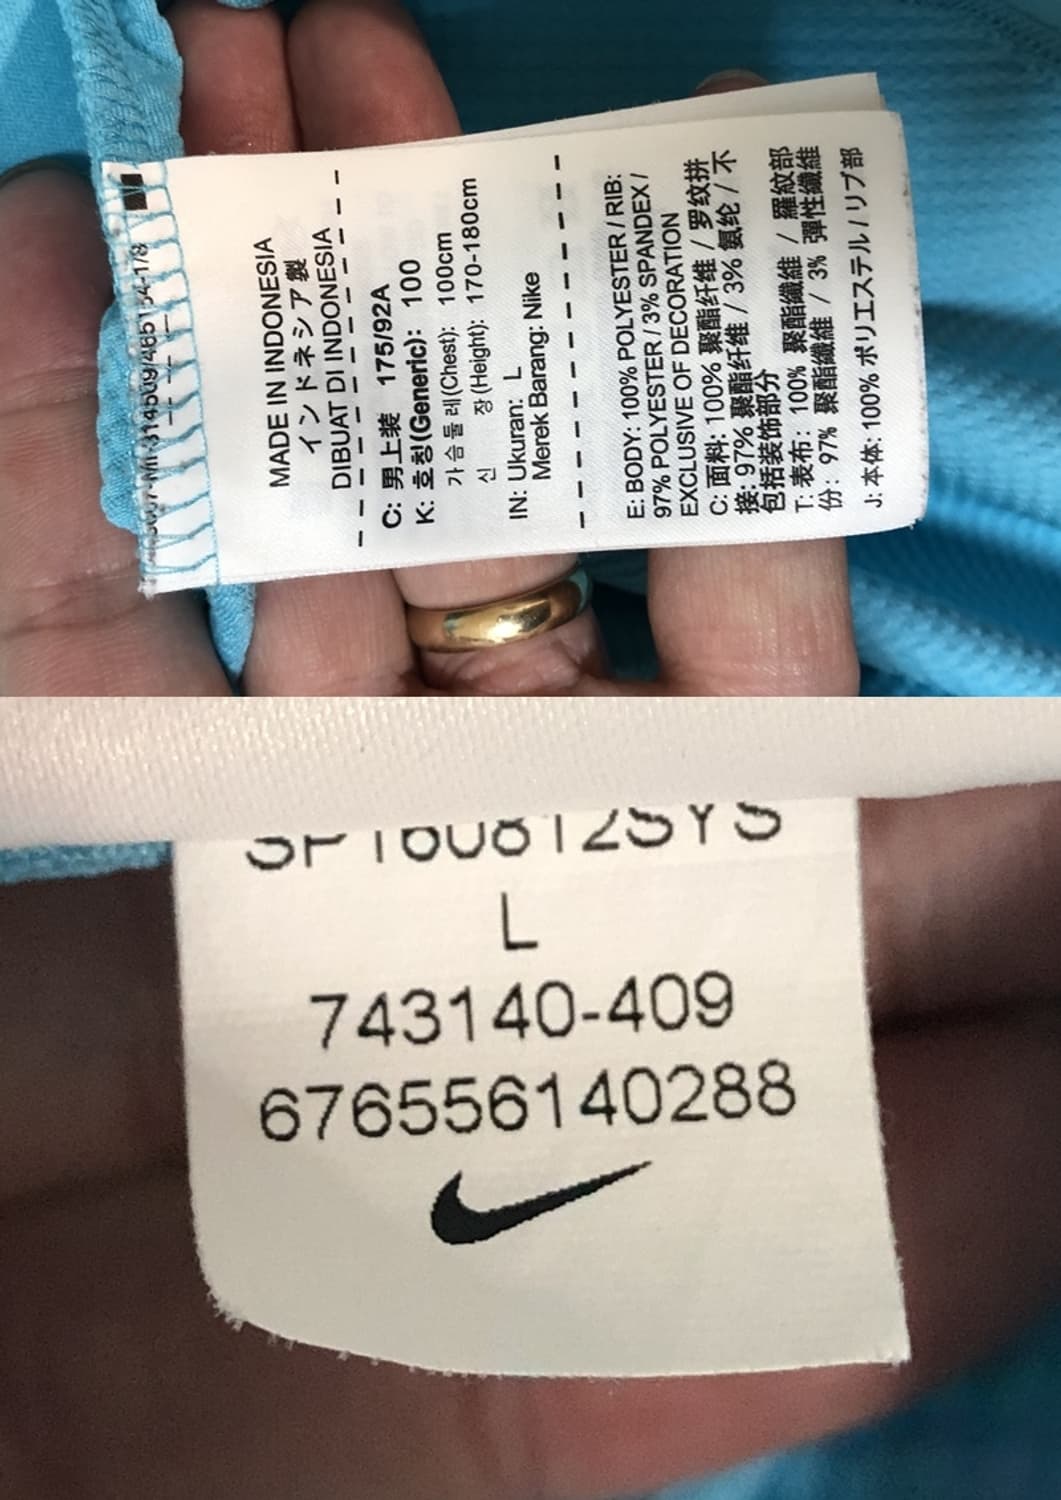 MADE IN INDONESIA
インドネシア製
DIBUAT DI INDONESIA
C: 男上装 175/92A
K: 호칭(Generic): 100
가슴둘레(Chest): 100cm
신 장(Height): 170-180cm
IN: Ukuran: L
Merek Barang: Nike
E: BODY: 100% POLYESTER / RIB:
97% POLYESTER / 3% SPANDEX /
EXCLUSIVE OF DECORATION
C: 面料: 100% 聚酯纤维 / 罗纹拼
接: 97% 聚酯纤维 / 3% 氨纶 / 不
包括装饰部分
T: 表布: 100% 聚酯纖維 / 羅紋部
份: 97% 聚酯纖維 / 3% 彈性纖維
J: 本体: 100% ポリエステル / リブ部
SP160812SYS
L
743140-409
676556140288